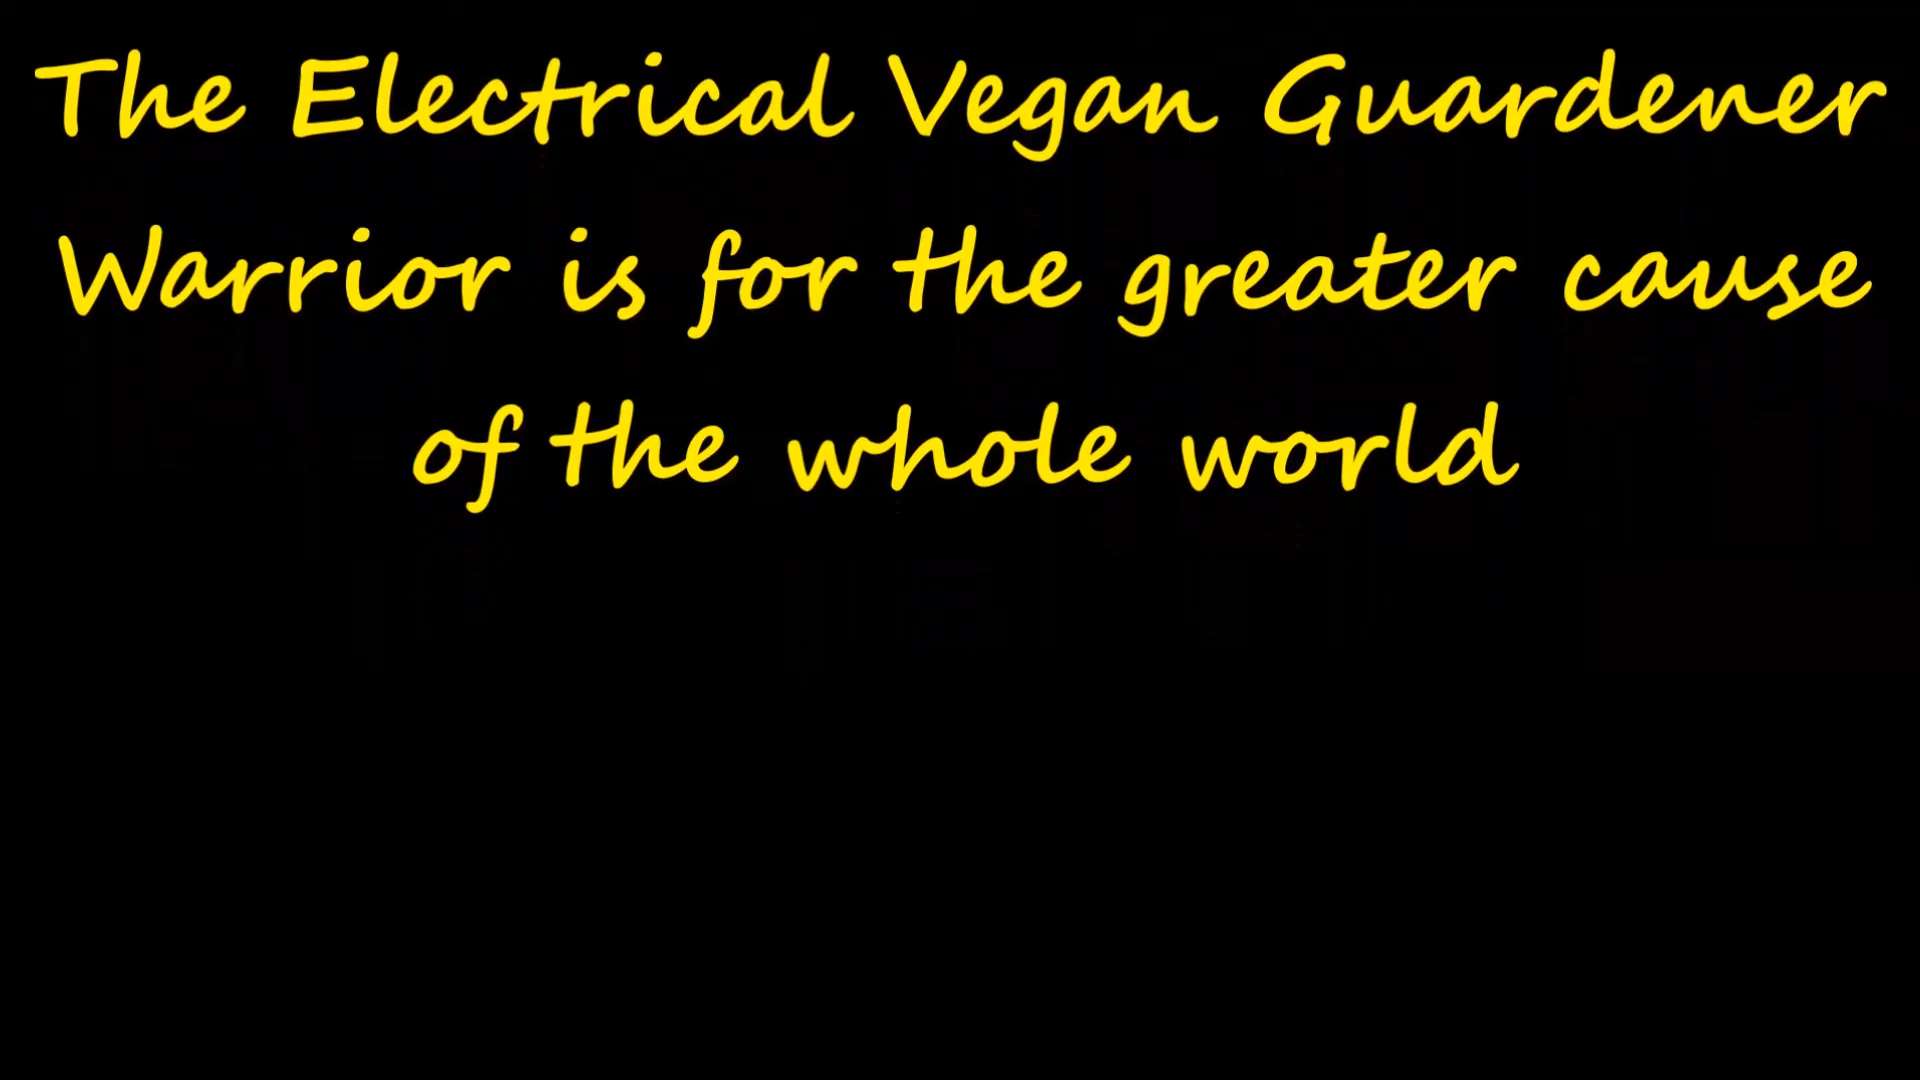 The Electrical Vegan Guardener
Warrior is for the greater cause
of the whole world